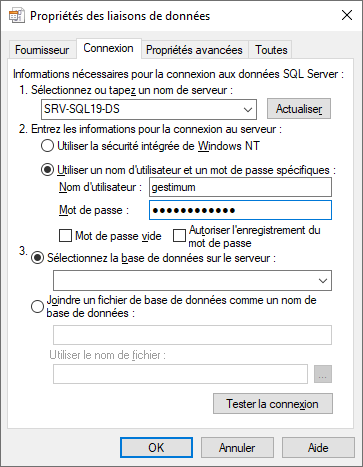 Propriétés des liaisons de données
Fournisseur Connexion Propriétés avancées Toutes
Informations nécessaires pour la connexion aux données SQL Server :
1. Sélectionnez ou tapez un nom de serveur :
SRV-SQL19-DS Actualiser
2. Entrez les informations pour la connexion au serveur :
Utiliser la sécurité intégrée de Windows NT
Utiliser un nom d'utilisateur et un mot de passe spécifiques :
Nom d'utilisateur : gestimum
Mot de passe : ●●●●●●●●●●●●
Mot de passe vide Autoriser l'enregistrement du
mot de passe
3. Sélectionnez la base de données sur le serveur :
Joindre un fichier de base de données comme un nom de
base de données :
Utiliser le nom de fichier :
...
Tester la connexion
OK Annuler Aide